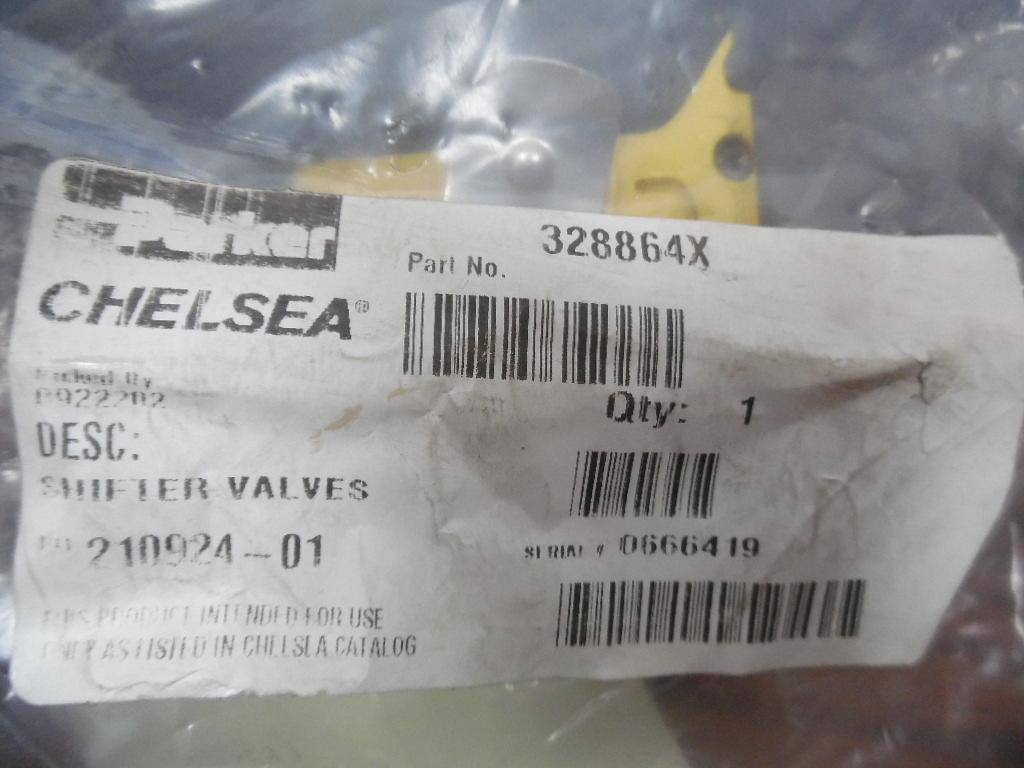 Parker
CHELSEA®
Part No. 328864X
Packed By
Qty: 1
DESC:
SHIFTER VALVES
210924-01
SERIAL # 0666419
THIS PRODUCT INTENDED FOR USE
ONLY AS LISTED IN CHELSEA CATALOG